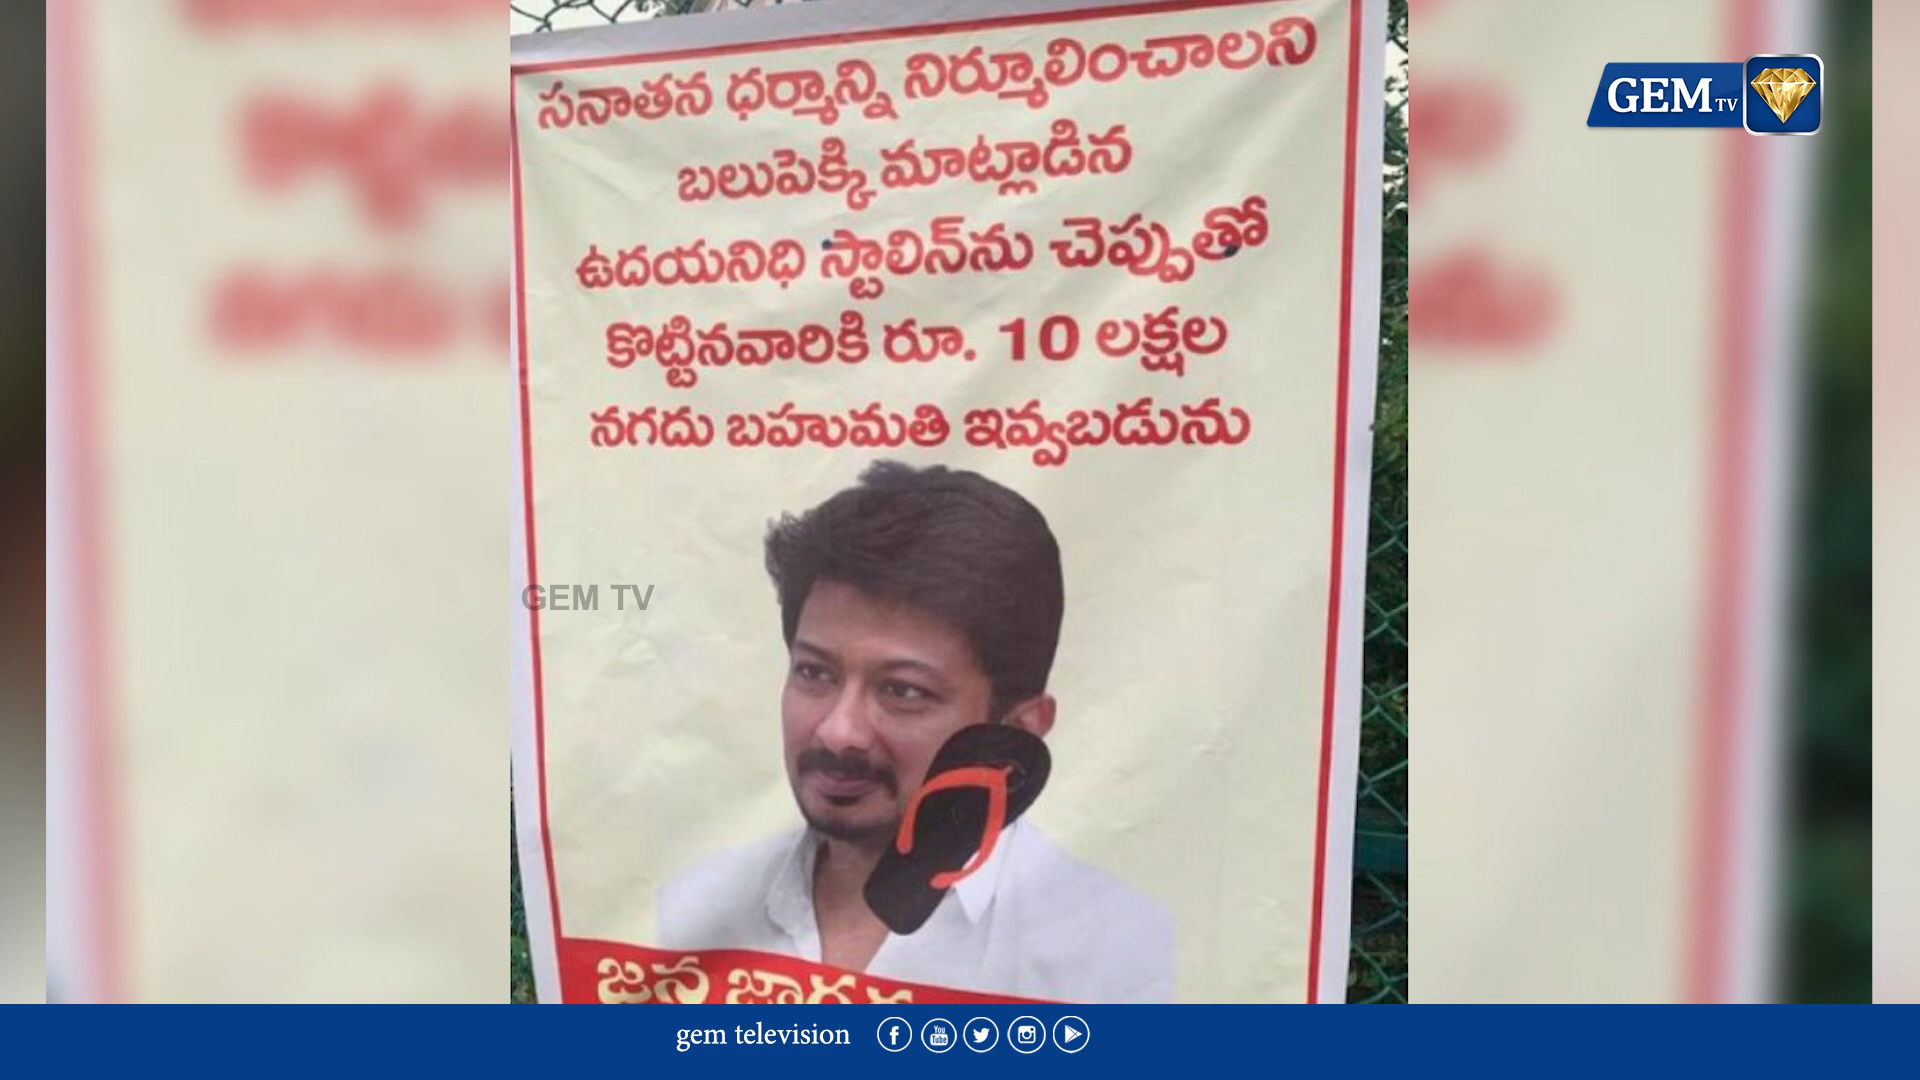 సనాతన ధర్మాన్ని నిర్మూలించాలని
బలుపెక్కి మాట్లాడిన
ఉదయనిధి స్టాలిన్‌ను చెప్పుతో
కొట్టినవారికి రూ. 10 లక్షల
నగదు బహుమతి ఇవ్వబడును
GEM TV
GEM TV
జన
gem television